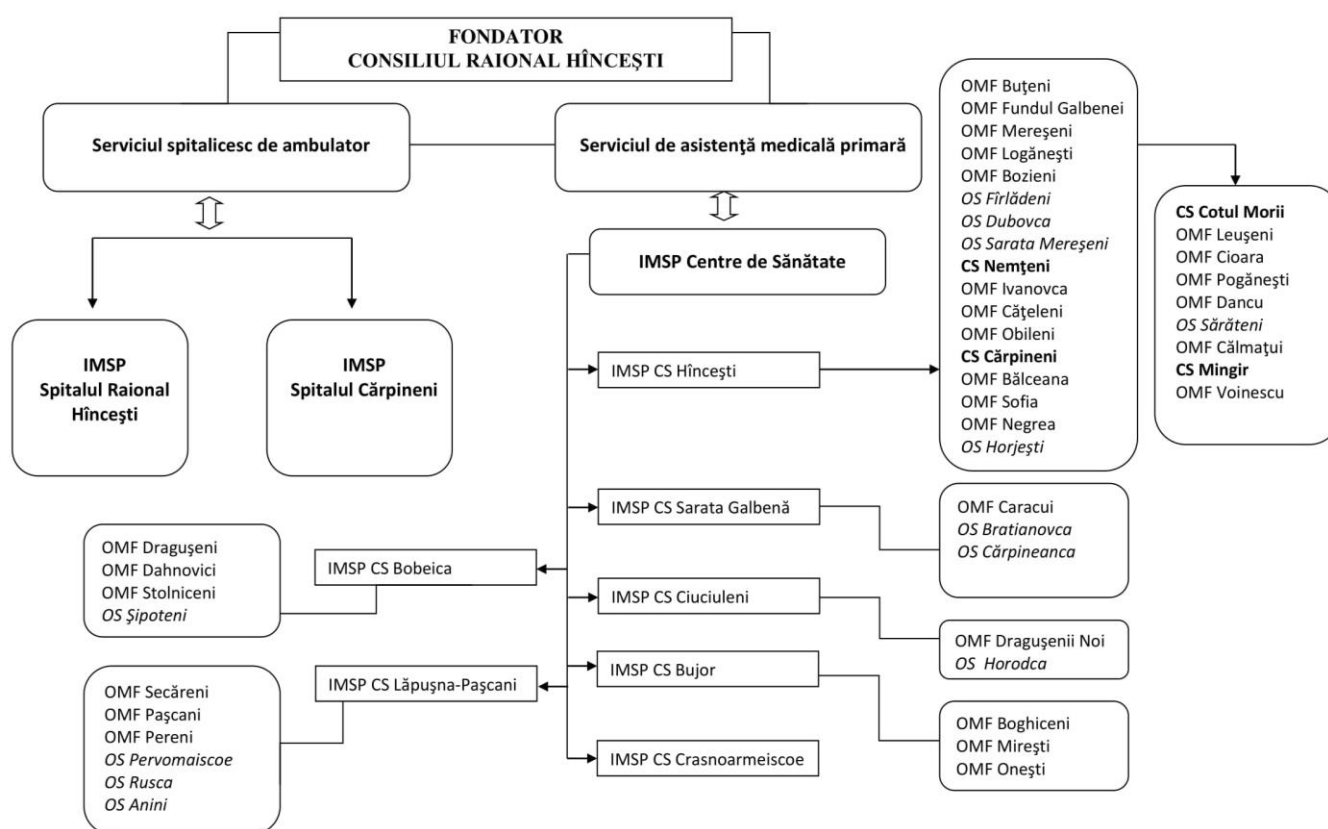 FONDATOR
CONSILIUL RAIONAL HÎNCEŞTI
Serviciul spitalicesc de ambulator
Serviciul de asistenţă medicală primară
IMSP
Spitalul Raional
Hînceşti
IMSP
Spitalul Cărpineni
IMSP Centre de Sănătate
IMSP CS Hînceşti
OMF Buţeni
OMF Fundul Galbenei
OMF Mereşeni
OMF Logăneşti
OMF Bozieni
OS Fîrlădeni
OS Dubovca
OS Sarata Mereşeni
CS Nemţeni
OMF Ivanovca
OMF Căţeleni
OMF Obileni
CS Cărpineni
OMF Bălceana
OMF Sofia
OMF Negrea
OS Horjeşti
CS Cotul Morii
OMF Leuşeni
OMF Cioara
OMF Pogăneşti
OMF Dancu
OS Sărăteni
OMF Călmaţui
CS Mingir
OMF Voinescu
IMSP CS Sarata Galbenă
OMF Caracui
OS Bratianovca
OS Cărpineanca
IMSP CS Bobeica
OMF Draguşeni
OMF Dahnovici
OMF Stolniceni
OS Şipoteni
IMSP CS Ciuciuleni
OMF Draguşenii Noi
OS Horodca
IMSP CS Lăpuşna-Paşcani
OMF Secăreni
OMF Paşcani
OMF Pereni
OS Pervomaiscoe
OS Rusca
OS Anini
IMSP CS Bujor
OMF Boghiceni
OMF Mireşti
OMF Oneşti
IMSP CS Crasnoarmeiscoe